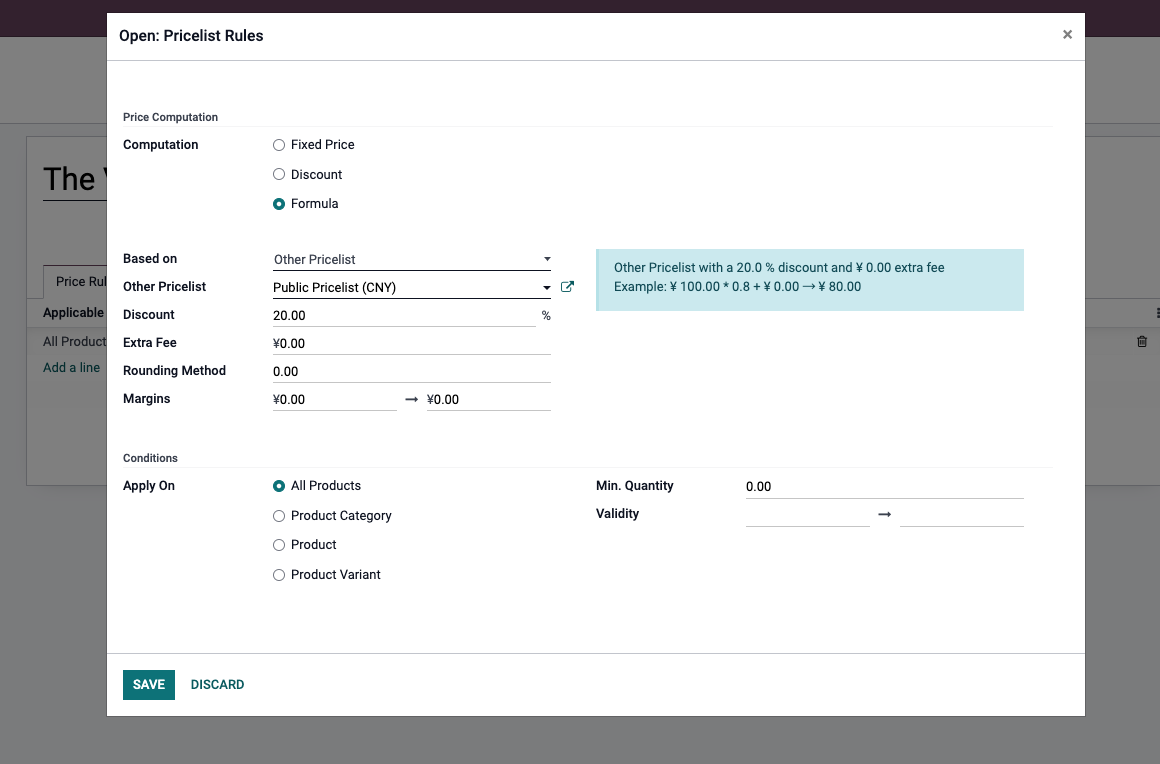 Open: Pricelist Rules ×
Price Computation
Computation
Fixed Price
Discount
Formula
Based on Other Pricelist
Other Pricelist Public Pricelist (CNY)
Discount 20.00 %
Extra Fee ¥0.00
Rounding Method 0.00
Margins ¥0.00 → ¥0.00
Other Pricelist with a 20.0 % discount and ¥ 0.00 extra fee
Example: ¥ 100.00 * 0.8 + ¥ 0.00 → ¥ 80.00
Conditions
Apply On
All Products
Product Category
Product
Product Variant
Min. Quantity 0.00
Validity →
SAVE DISCARD
The
Price Rul
Applicable
All Product
Add a line